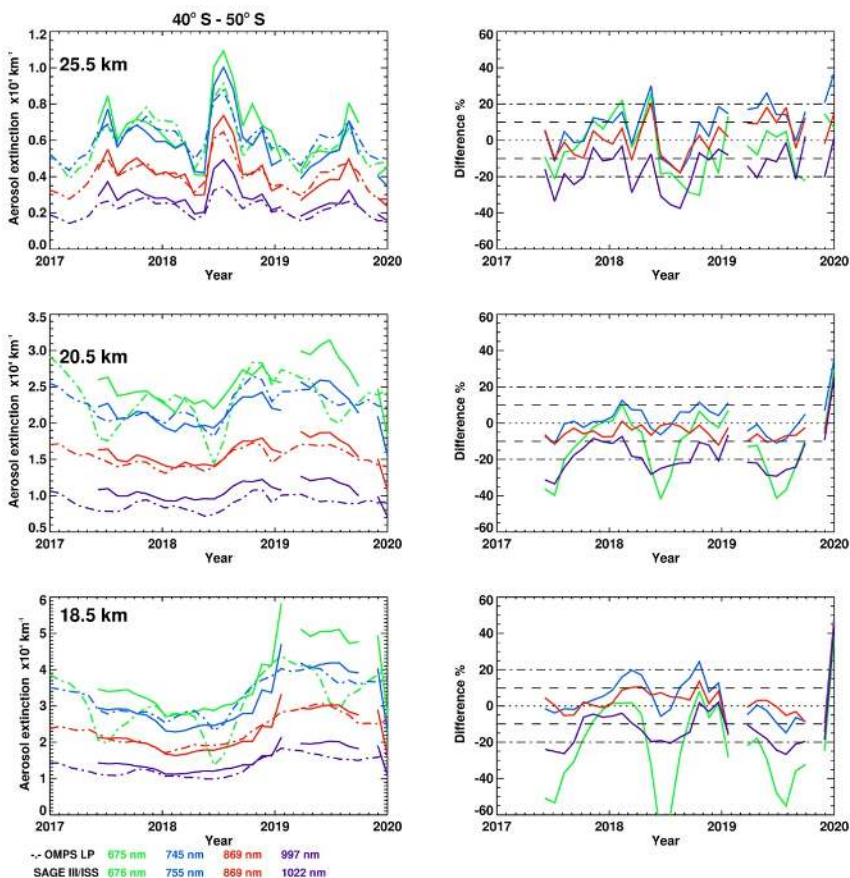 40° S - 50° S
25.5 km
Aerosol extinction x10⁴ km⁻¹
1.2
1.0
0.8
0.6
0.4
0.2
0.0
2017 2018 2019 2020
Year
Difference %
60
40
20
0
-20
-40
-60
2017 2018 2019 2020
Year
20.5 km
Aerosol extinction x10⁴ km⁻¹
3.5
3.0
2.5
2.0
1.5
1.0
0.5
2017 2018 2019 2020
Year
Difference %
60
40
20
0
-20
-40
-60
2017 2018 2019 2020
Year
18.5 km
Aerosol extinction x10⁴ km⁻¹
6
5
4
3
2
1
0
2017 2018 2019 2020
Year
Difference %
60
40
20
0
-20
-40
-60
2017 2018 2019 2020
Year
-.- OMPS LP 675 nm 745 nm 869 nm 997 nm
SAGE III/ISS 676 nm 755 nm 869 nm 1022 nm